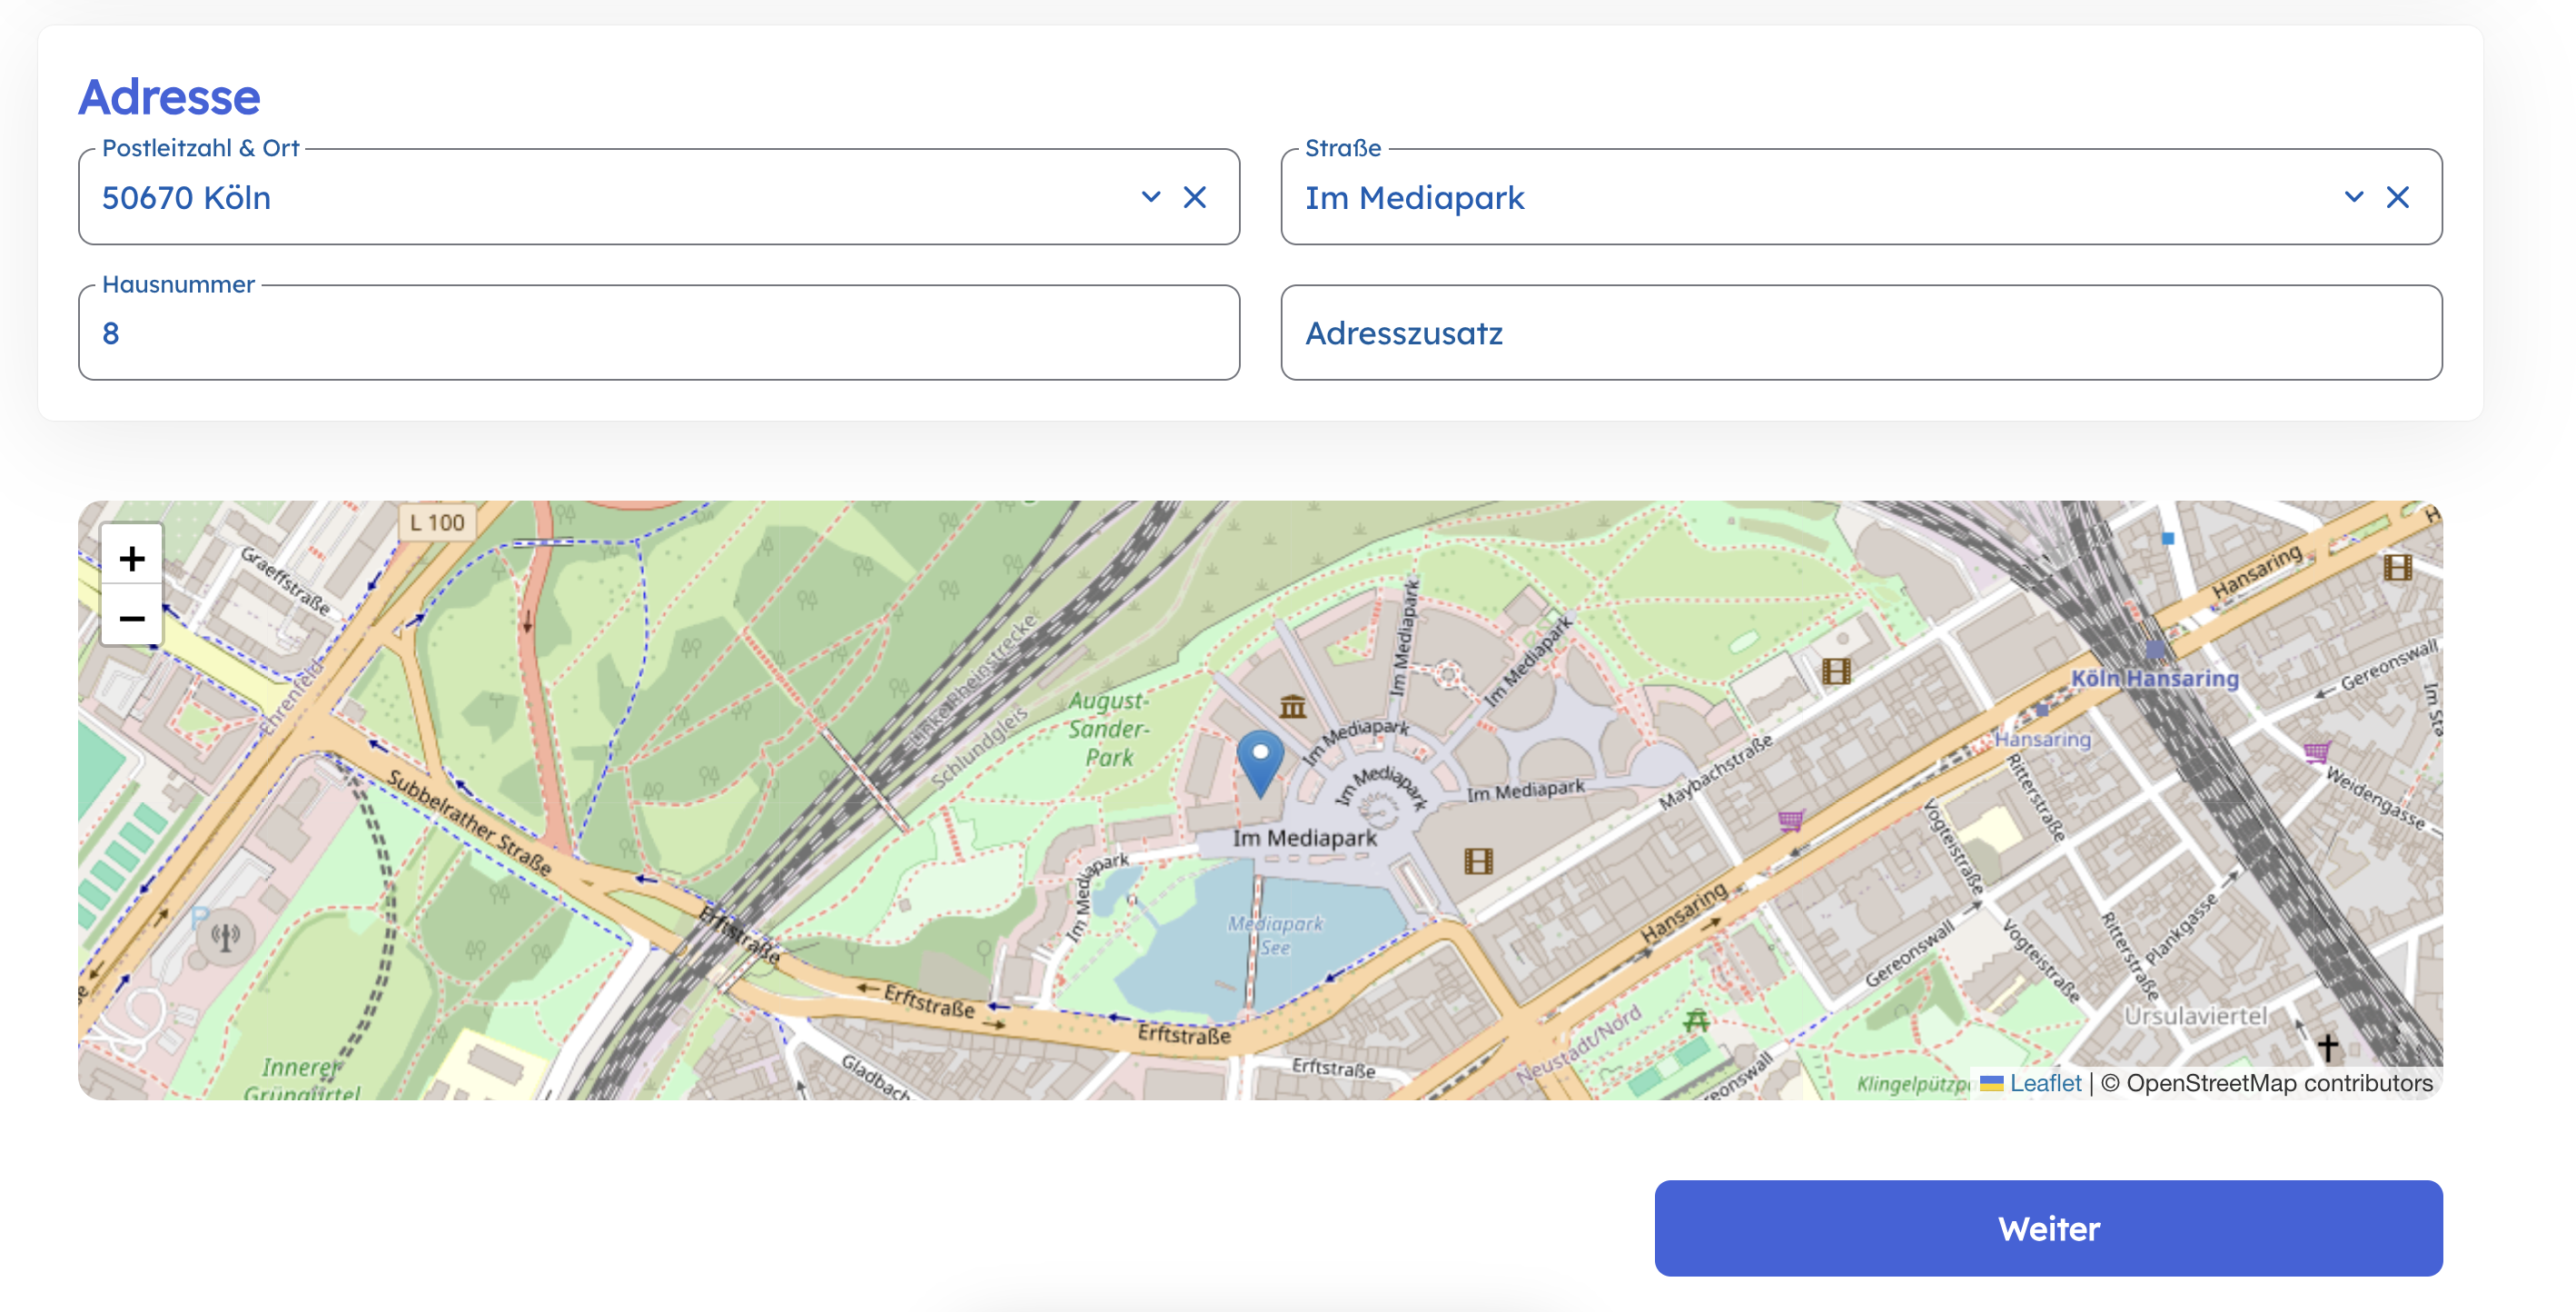 Adresse
Postleitzahl & Ort
50670 Köln
Straße
Im Mediapark
Hausnummer
8
Adresszusatz
+
−
L 100
Graeffstraße
Ehrenfeld
Subbelrather Straße
Linke Rheinstrecke
Schlundgleis
August-
Sander-
Park
Im Mediapark
Im Mediapark
Im Mediapark
Im Mediapark
Im Mediapark
Im Mediapark
Im Mediapark
Mediapark
See
Maybachstraße
Hansaring
Köln Hansaring
Hansaring
Gereonswall
Im Sta
Weidengasse
Ritterstraße
Vogteistraße
Hansaring
Gereonswall
Vogteistraße
Ritterstraße
Plankgasse
Ursulaviertel
P
Erftstraße
Erftstraße
Erftstraße
Erftstraße
Neustadt/Nord
Gladbach
Innerer
Grüngürtel
ereonswall
Klingelpützp
Leaflet | © OpenStreetMap contributors
Weiter